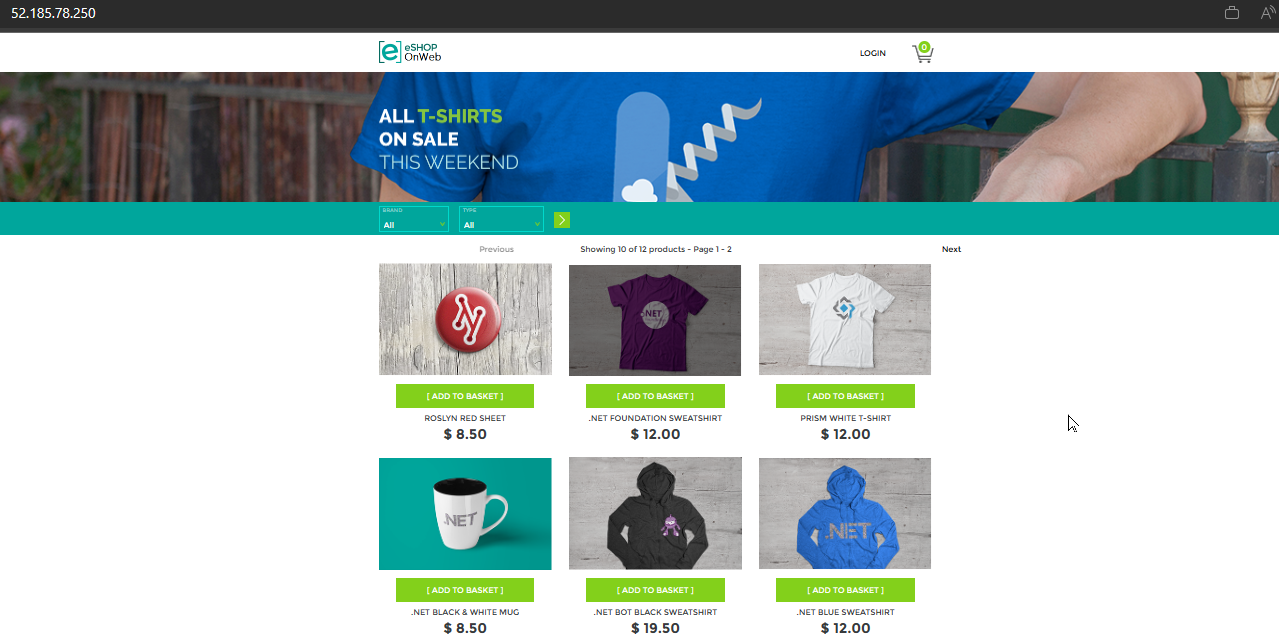 52.185.78.250
eSHOP
OnWeb
LOGIN
0
ALL T-SHIRTS
ON SALE
THIS WEEKEND
BRAND
All
TYPE
All
Previous
Showing 10 of 12 products - Page 1 - 2
Next
.NET
[ ADD TO BASKET ]
[ ADD TO BASKET ]
[ ADD TO BASKET ]
ROSLYN RED SHEET
.NET FOUNDATION SWEATSHIRT
PRISM WHITE T-SHIRT
$ 8.50
$ 12.00
$ 12.00
.NET
.NET
[ ADD TO BASKET ]
[ ADD TO BASKET ]
[ ADD TO BASKET ]
.NET BLACK & WHITE MUG
.NET BOT BLACK SWEATSHIRT
.NET BLUE SWEATSHIRT
$ 8.50
$ 19.50
$ 12.00